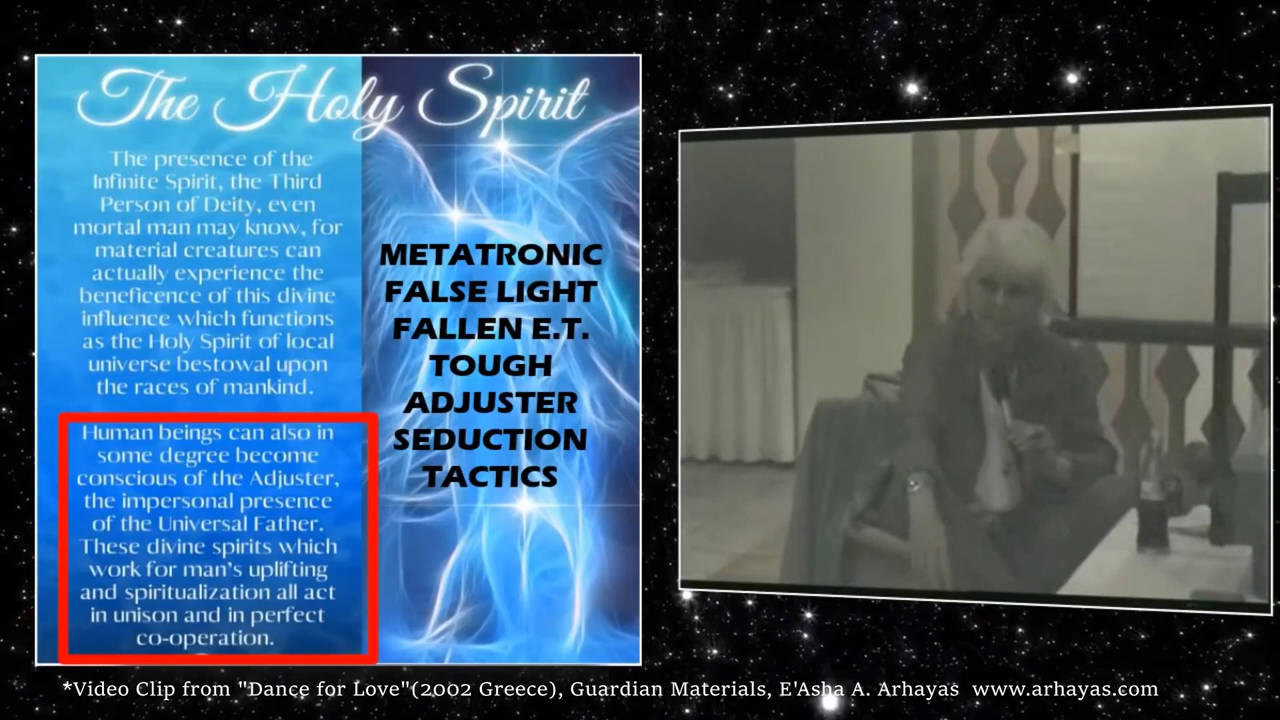 The Holy Spirit
The presence of the
Infinite Spirit, the Third
Person of Deity, even
mortal man may know, for
material creatures can
actually experience the
beneficence of this divine
influence which functions
as the Holy Spirit of local
universe bestowal upon
the races of mankind.
Human beings can also in
some degree become
conscious of the Adjuster,
the impersonal presence
of the Universal Father.
These divine spirits which
work for man's uplifting
and spiritualization all act
in unison and in perfect
co-operation.
METATRONIC
FALSE LIGHT
FALLEN E.T.
TOUGH
ADJUSTER
SEDUCTION
TACTICS
*Video Clip from "Dance for Love"(2002 Greece), Guardian Materials, E'Asha A. Arhayas www.arhayas.com